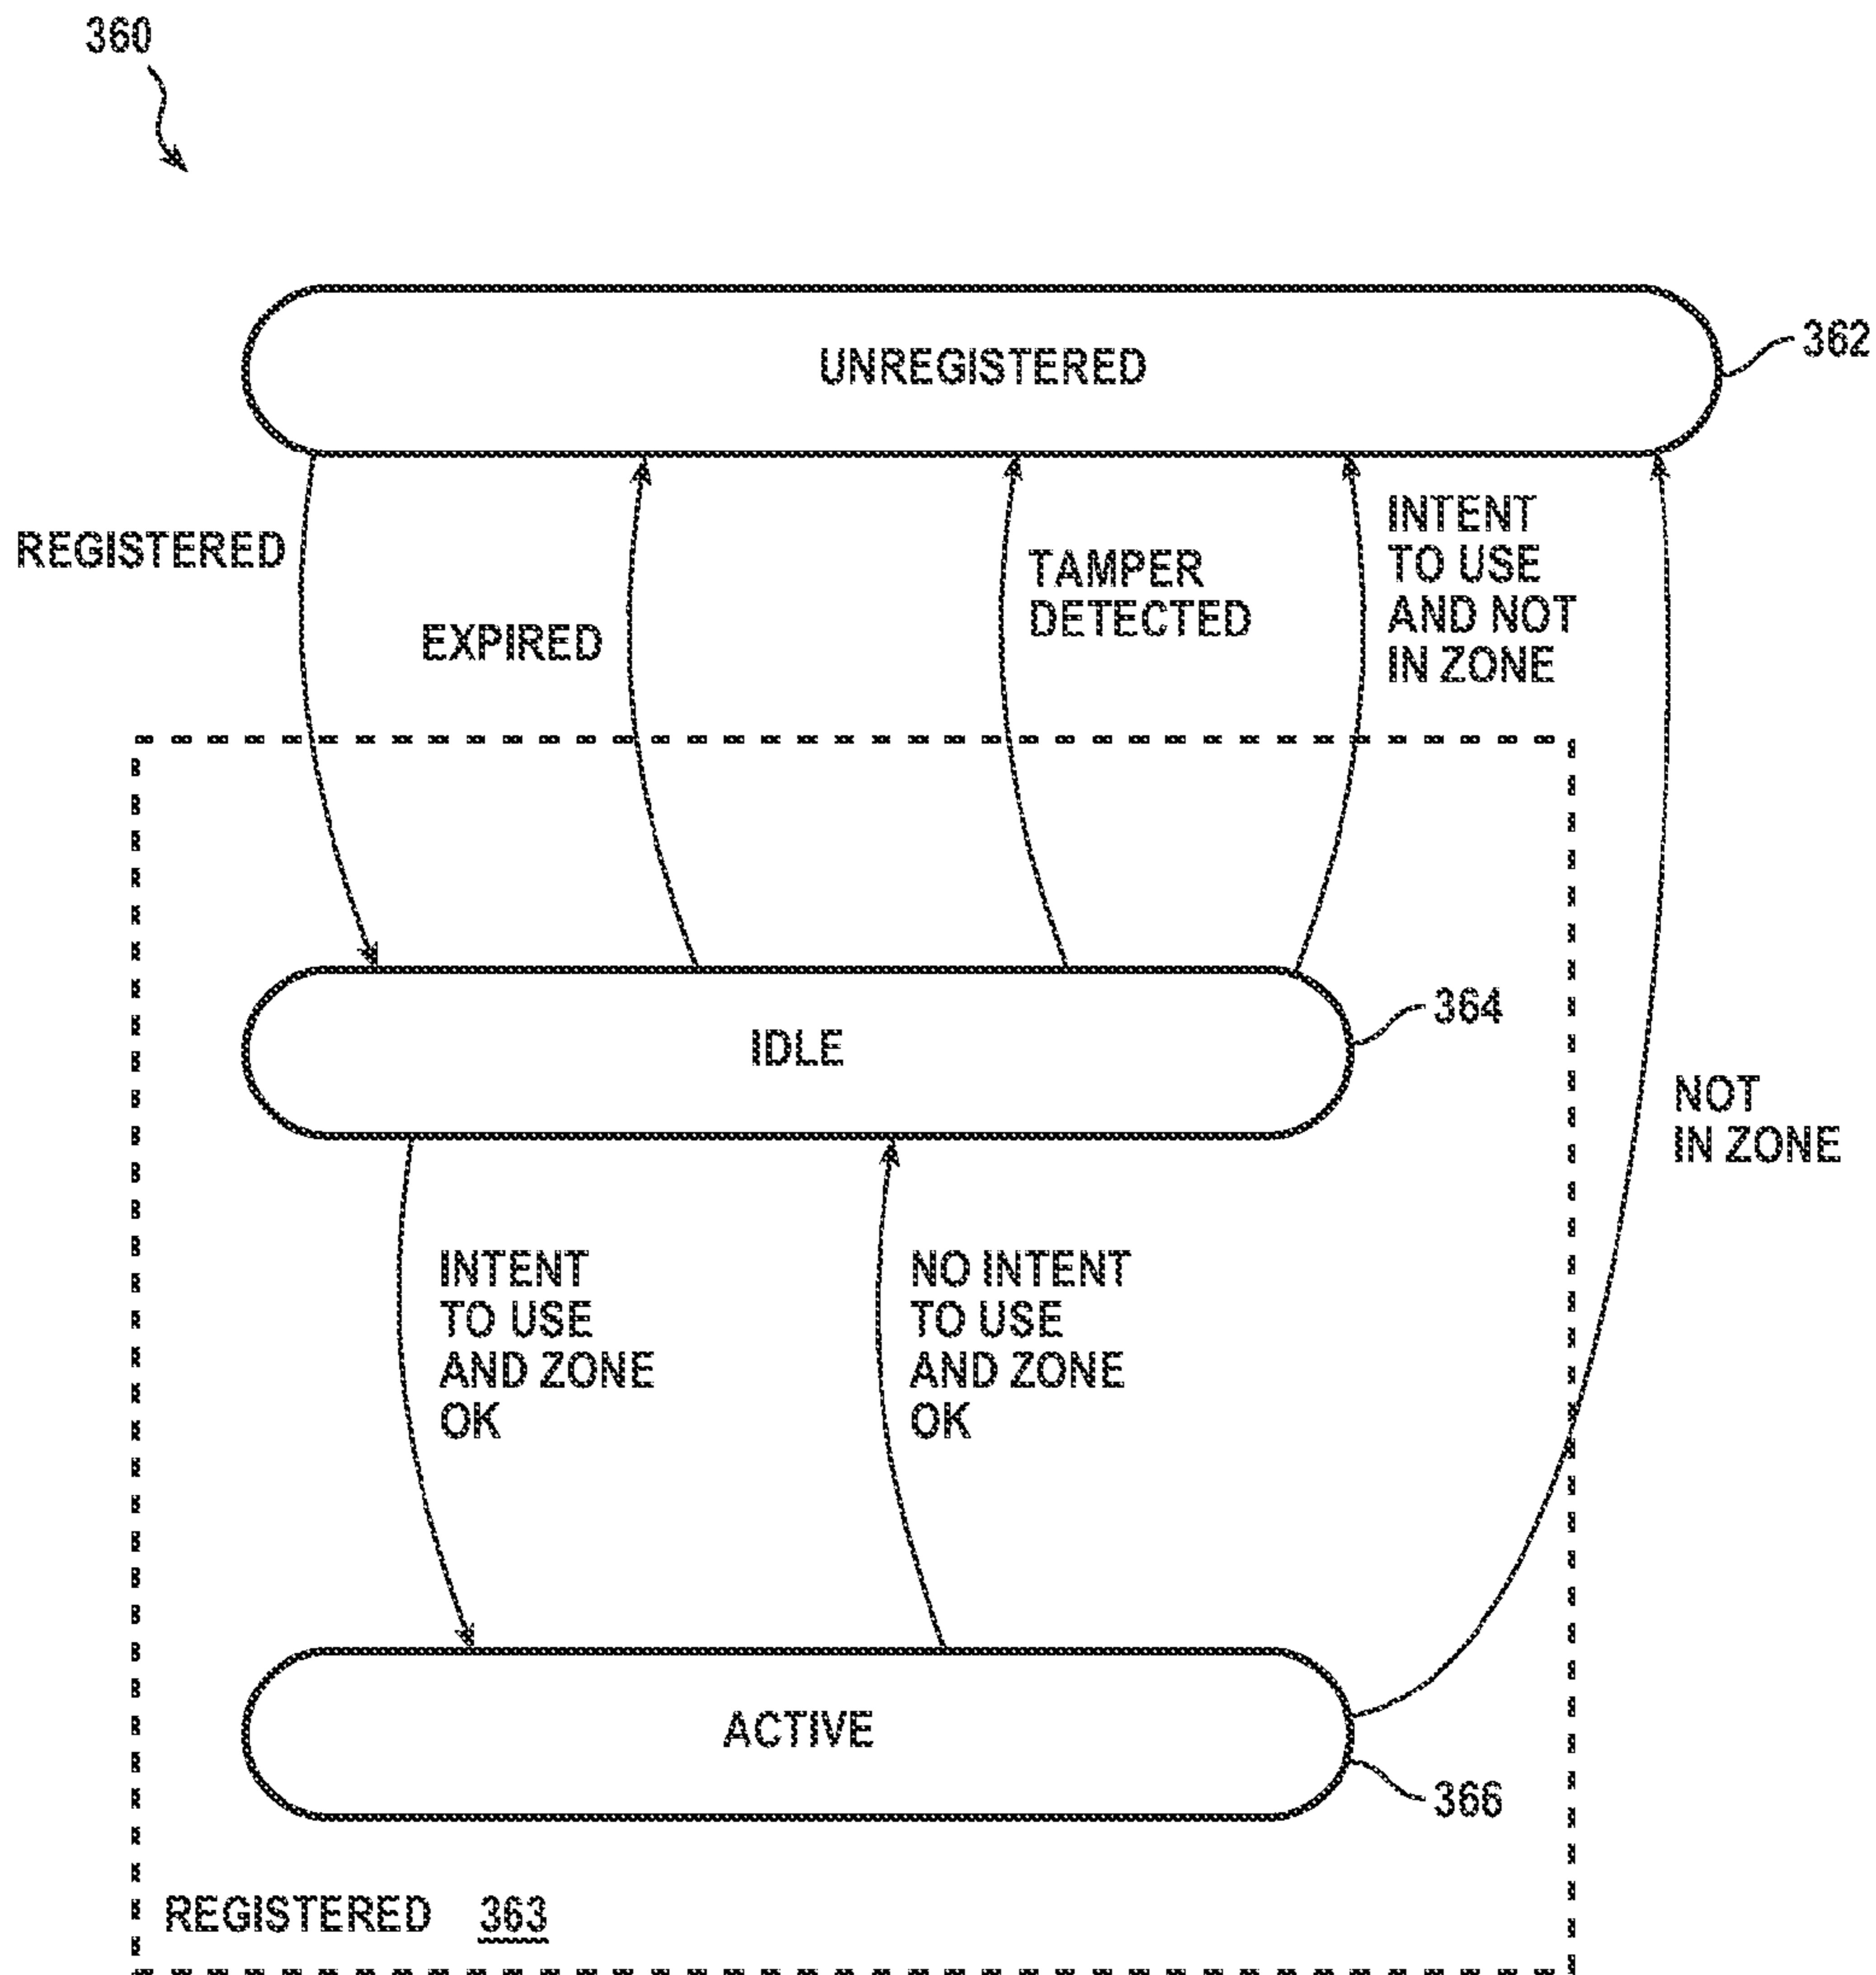 360
UNREGISTERED
362
REGISTERED
EXPIRED
TAMPER
DETECTED
INTENT
TO USE
AND NOT
IN ZONE
IDLE
364
NOT
IN ZONE
INTENT
TO USE
AND ZONE
OK
NO INTENT
TO USE
AND ZONE
OK
ACTIVE
366
REGISTERED 363